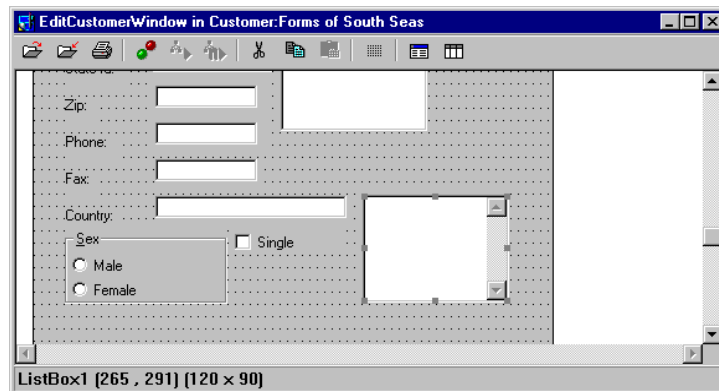 EditCustomerWindow in Customer:Forms of South Seas
Zip:
Phone:
Fax:
Country:
Sex
Single
Male
Female
ListBox1 (265 , 291) (120 x 90)